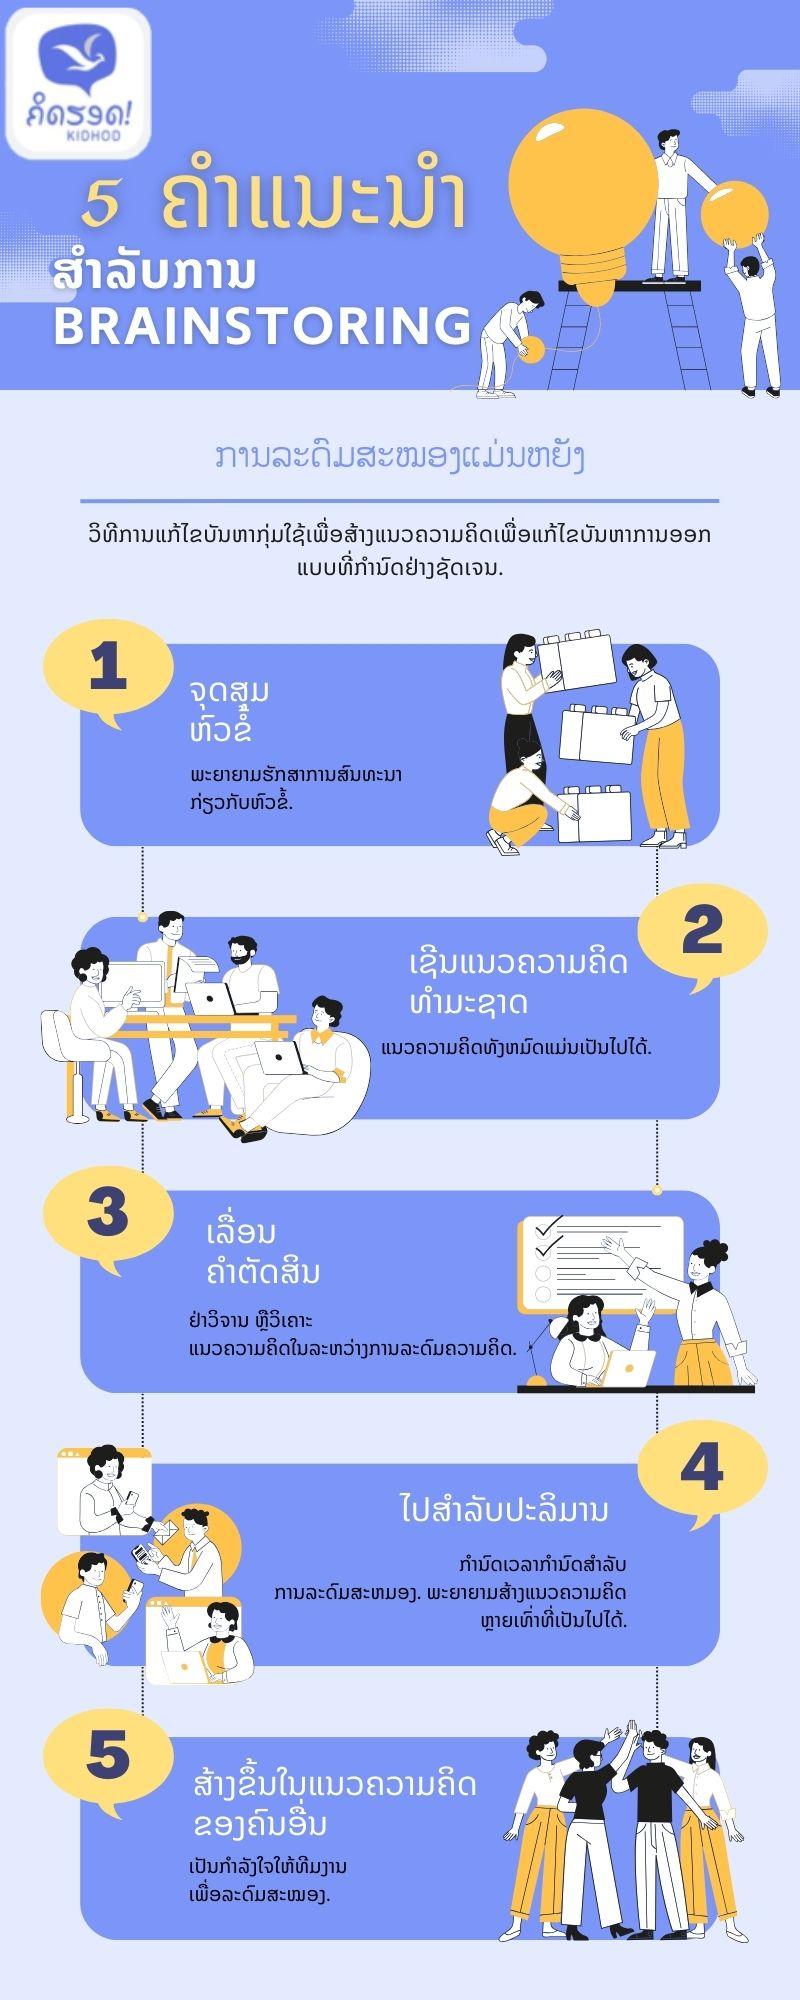 ຄິດຮອດ!
KIDHOD
5 ຄຳແນະນຳ
ສຳລັບການ
BRAINSTORING
ການລະດົມສະໝອງແມ່ນຫຍັງ
ວິທີການແກ້ໄຂບັນຫາກຸ່ມໃຊ້ເພື່ອສ້າງແນວຄວາມຄິດເພື່ອແກ້ໄຂບັນຫາການອອກ
ແບບທີ່ກຳນົດຢ່າງຊັດເຈນ.
1
ຈຸດສຸມ
ຫົວຂໍ້
ພະຍາຍາມຮັກສາການສົນທະນາ
ກ່ຽວກັບຫົວຂໍ້.
2
ເຊີນແນວຄວາມຄິດ
ທຳມະຊາດ
ແນວຄວາມຄິດທັງຫມົດແມ່ນເປັນໄປໄດ້.
3
ເລື່ອນ
ຄຳຕັດສິນ
ຢ່າວິຈານ ຫຼືວິເຄາະ
ແນວຄວາມຄິດໃນລະຫວ່າງການລະດົມຄວາມຄິດ.
4
ໄປສຳລັບປະລິມານ
ກຳນົດເວລາກຳນົດສຳລັບ
ການລະດົມສະຫມອງ. ພະຍາຍາມສ້າງແນວຄວາມຄິດ
ຫຼາຍເທົ່າທີ່ເປັນໄປໄດ້.
5
ສ້າງຂຶ້ນໃນແນວຄວາມຄິດ
ຂອງຄົນອື່ນ
ເປັນກຳລັງໃຈໃຫ້ທີມງານ
ເພື່ອລະດົມສະໝອງ.